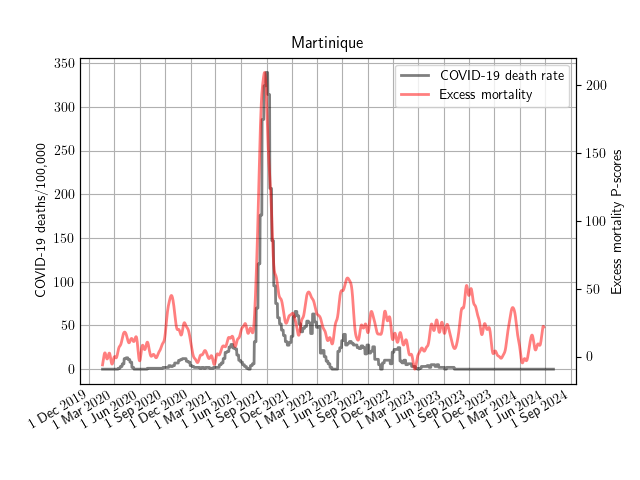 Martinique
COVID-19 death rate
Excess mortality
COVID-19 deaths/100,000
350
300
250
200
150
100
50
0
Excess mortality P-scores
200
150
100
50
0
1 Dec 2019
1 Mar 2020
1 Jun 2020
1 Sep 2020
1 Dec 2020
1 Mar 2021
1 Jun 2021
1 Sep 2021
1 Dec 2021
1 Mar 2022
1 Jun 2022
1 Sep 2022
1 Dec 2022
1 Mar 2023
1 Jun 2023
1 Sep 2023
1 Dec 2023
1 Mar 2024
1 Jun 2024
1 Sep 2024